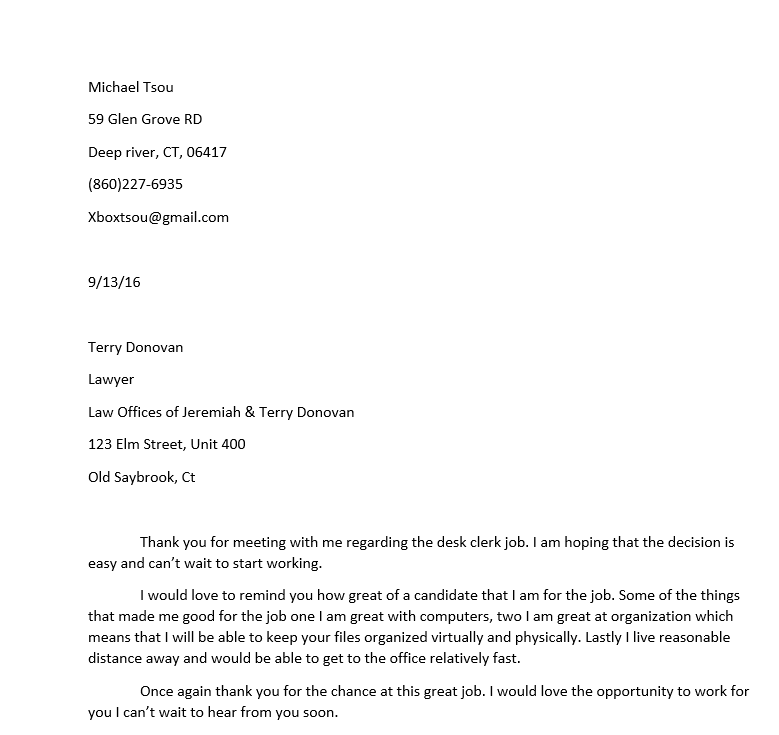 Michael Tsou
59 Glen Grove RD
Deep river, CT, 06417
(860)227-6935
Xboxtsou@gmail.com
9/13/16
Terry Donovan
Lawyer
Law Offices of Jeremiah & Terry Donovan
123 Elm Street, Unit 400
Old Saybrook, Ct
Thank you for meeting with me regarding the desk clerk job. I am hoping that the decision is
easy and can’t wait to start working.
I would love to remind you how great of a candidate that I am for the job. Some of the things
that made me good for the job one I am great with computers, two I am great at organization which
means that I will be able to keep your files organized virtually and physically. Lastly I live reasonable
distance away and would be able to get to the office relatively fast.
Once again thank you for the chance at this great job. I would love the opportunity to work for
you I can’t wait to hear from you soon.